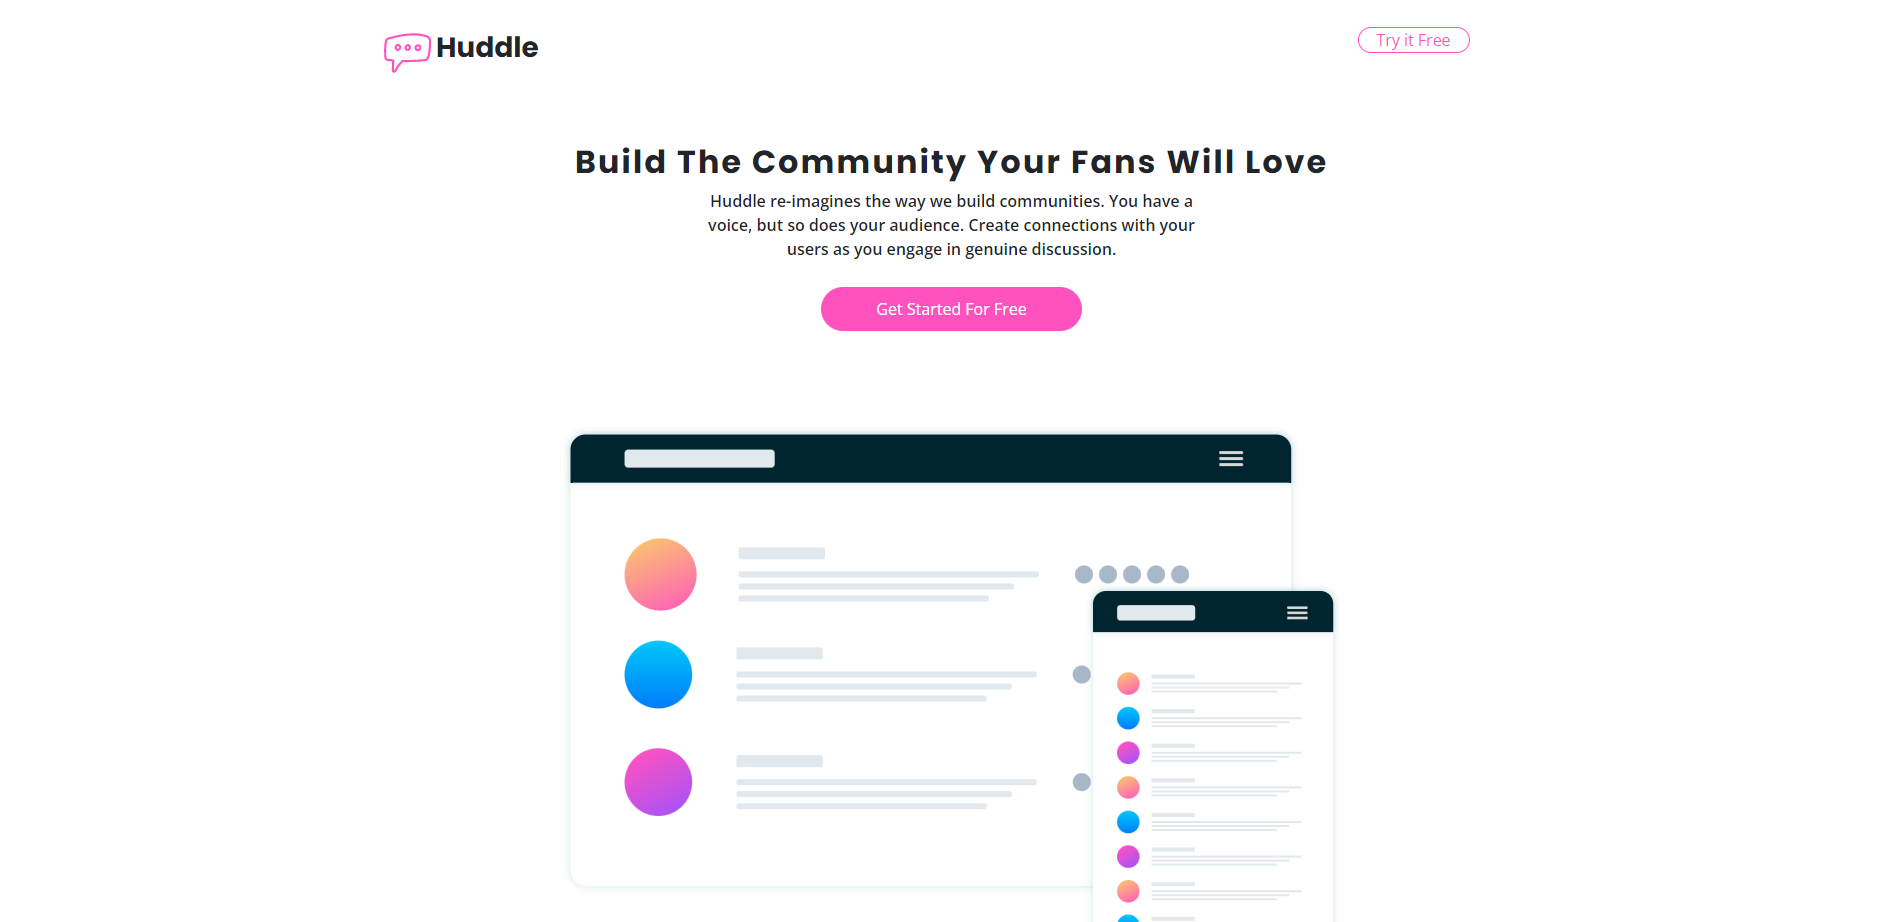 Huddle
Try it Free
Build The Community Your Fans Will Love
Huddle re-imagines the way we build communities. You have a
voice, but so does your audience. Create connections with your
users as you engage in genuine discussion.
Get Started For Free